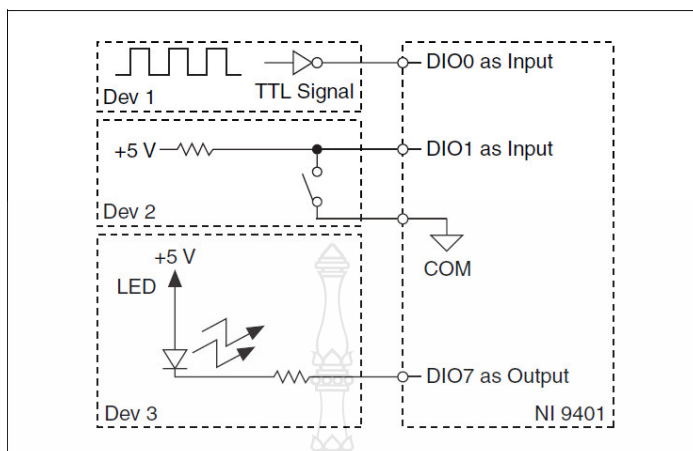 DIO0 as Input
TTL Signal
Dev 1
+5 V
DIO1 as Input
Dev 2
COM
+5 V
LED
DIO7 as Output
Dev 3
NI 9401